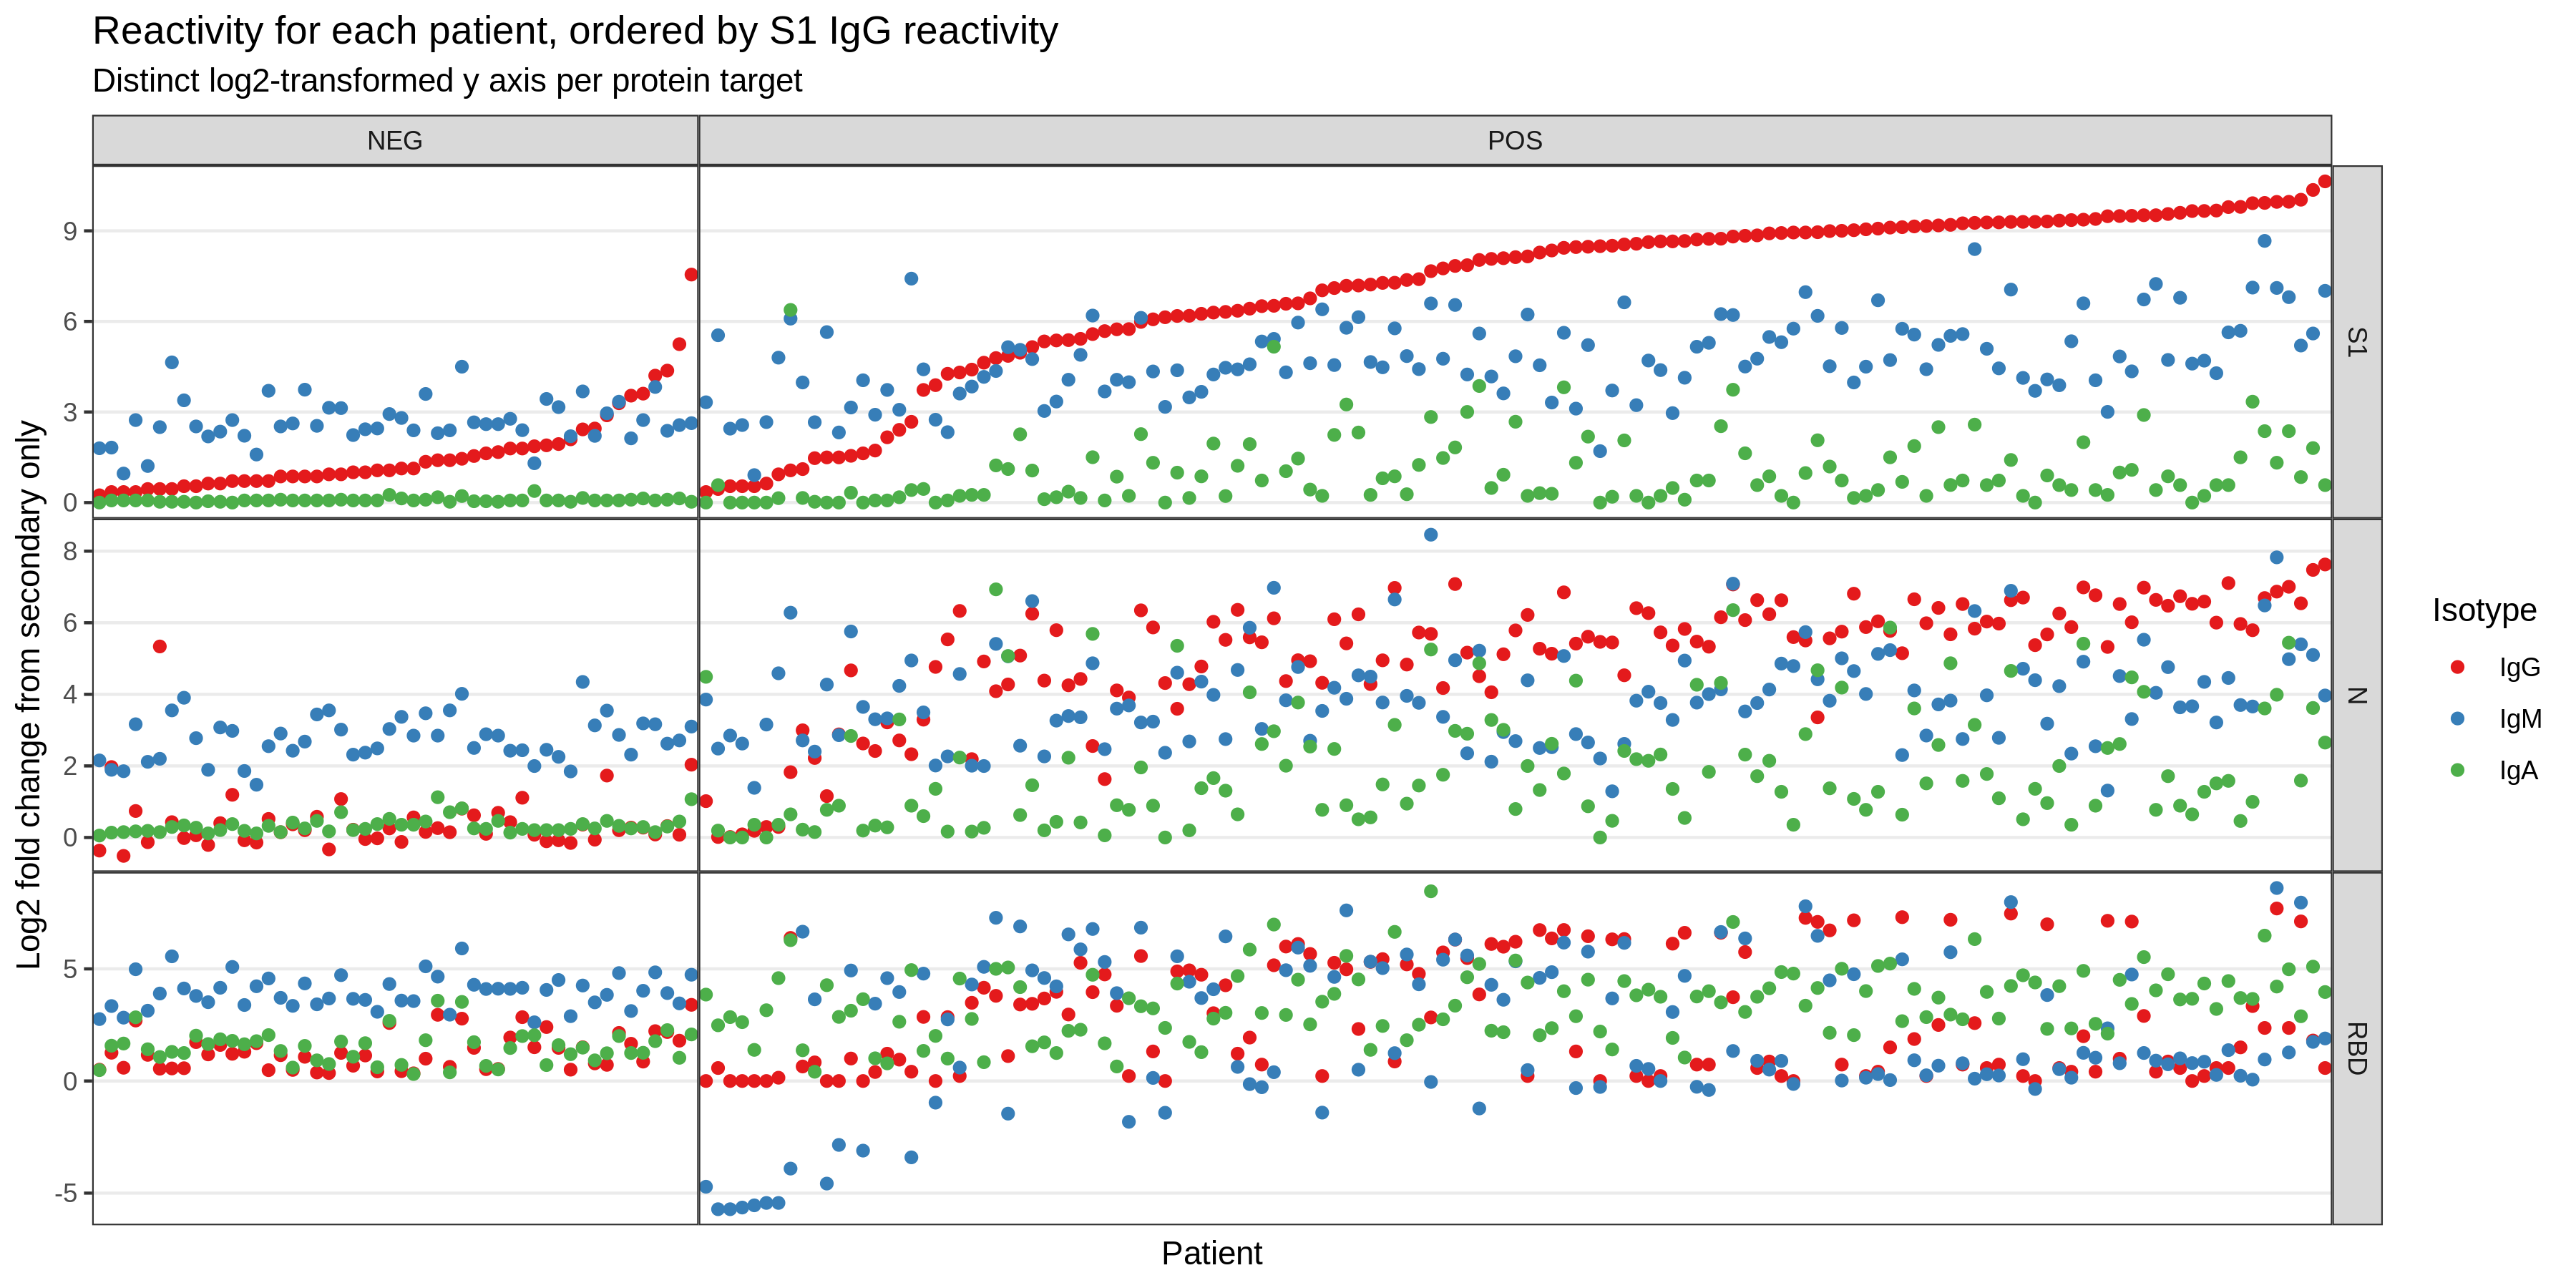 Reactivity for each patient, ordered by S1 IgG reactivity
Distinct log2-transformed y axis per protein target
NEG
POS
9
6
3
0
S1
8
6
4
2
0
N
5
0
-5
RBD
Log2 fold change from secondary only
Patient
Isotype
IgG
IgM
IgA